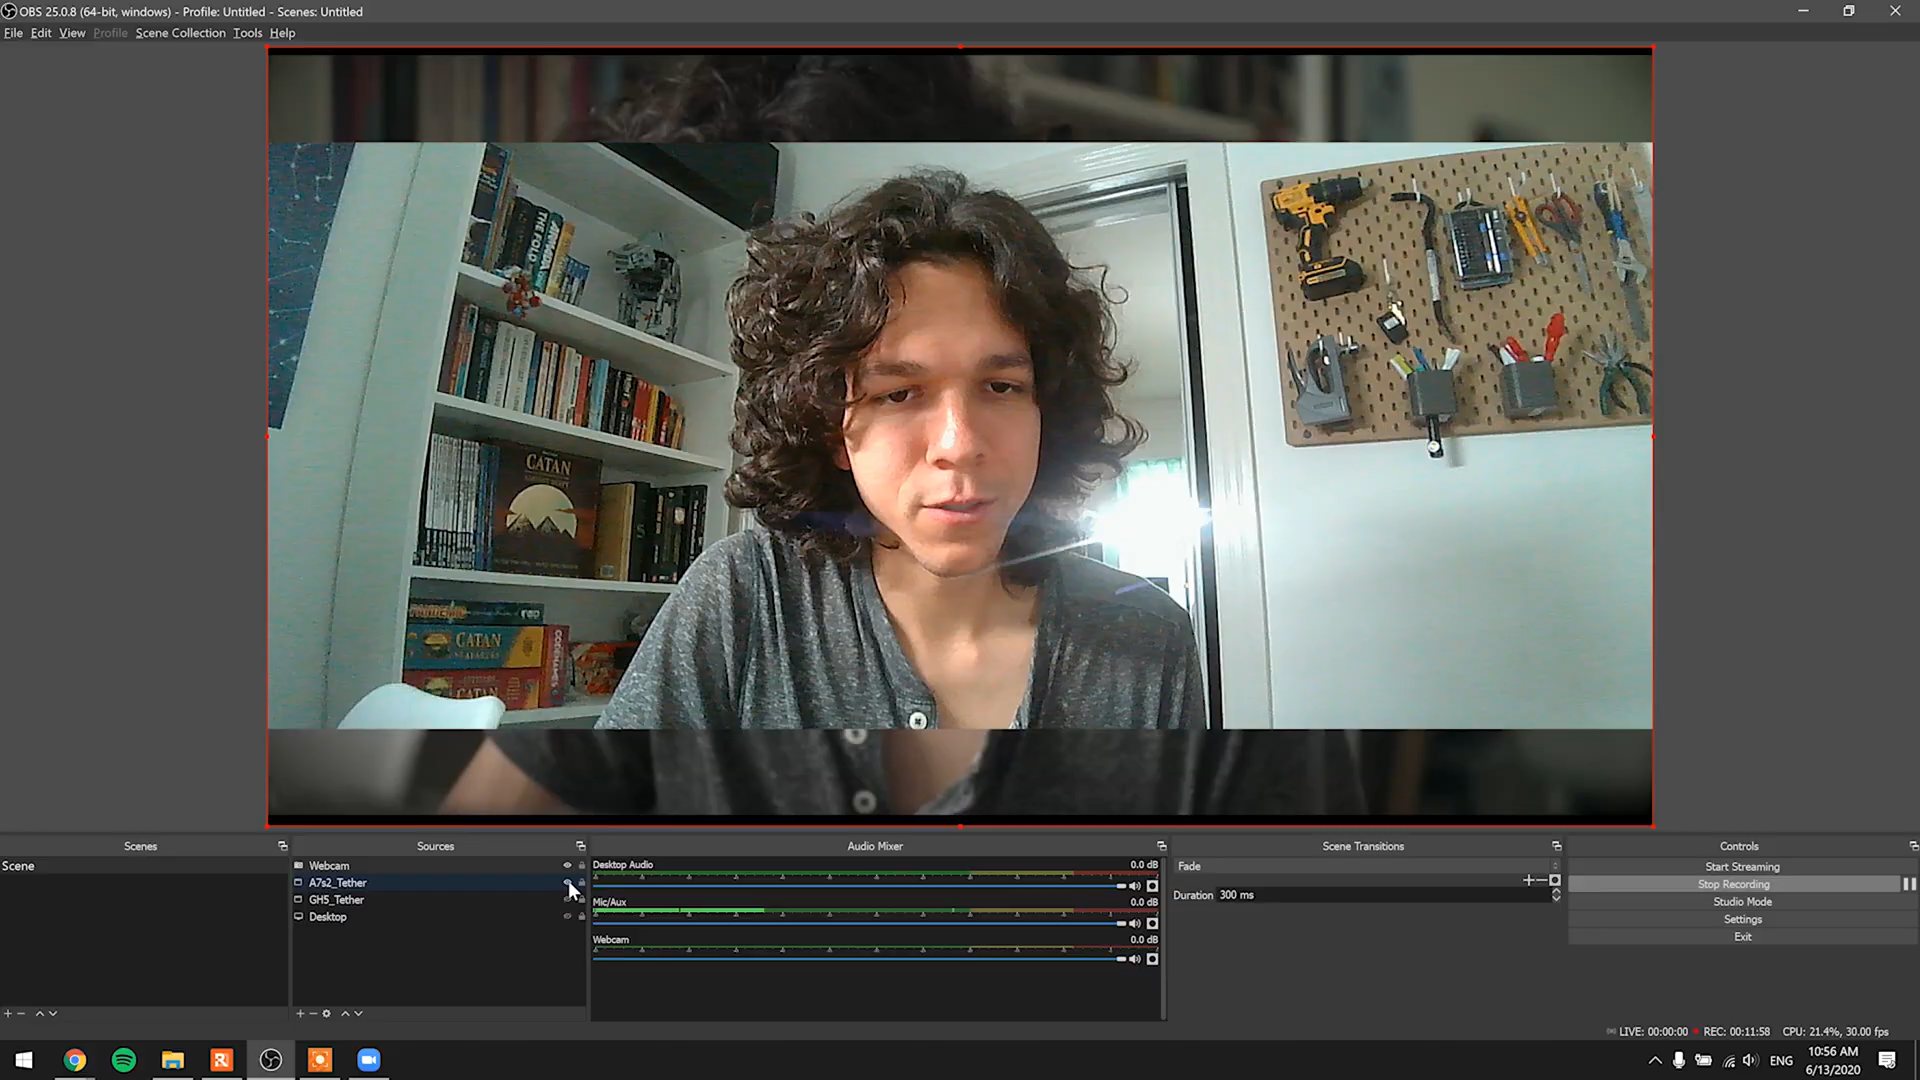 OBS 25.0.8 (64-bit, windows) - Profile: Untitled - Scenes: Untitled
File Edit View Profile Scene Collection Tools Help
THE FOLD
CATAN
CATAN
CATAN
CODENAMES
Scenes
Scene
Sources
Webcam
A7s2_Tether
GH5_Tether
Desktop
Audio Mixer
Desktop Audio 0.0 dB
Mic/Aux 0.0 dB
Webcam 0.0 dB
Scene Transitions
Fade
Duration 300 ms
Controls
Start Streaming
Stop Recording
Studio Mode
Settings
Exit
LIVE: 00:00:00 REC: 00:11:58 CPU: 21.4%, 30.00 fps
ENG
10:56 AM
6/13/2020